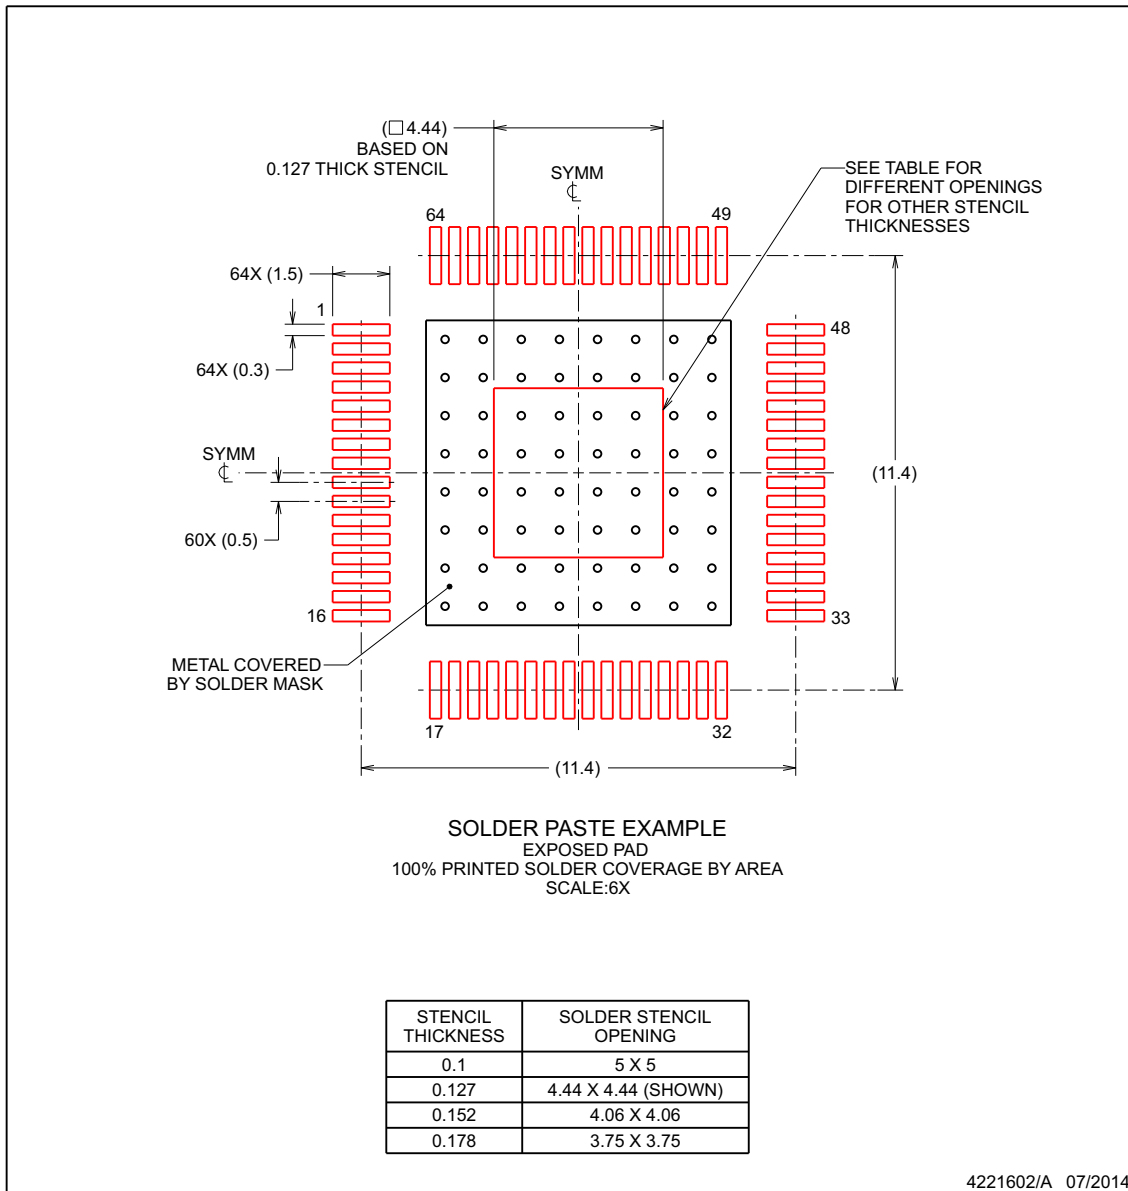 (□4.44)
BASED ON
0.127 THICK STENCIL
SYMM
℄
SEE TABLE FOR
DIFFERENT OPENINGS
FOR OTHER STENCIL
THICKNESSES
64
49
64X (1.5)
1
48
64X (0.3)
SYMM
℄
(11.4)
60X (0.5)
16
33
METAL COVERED
BY SOLDER MASK
17
32
(11.4)
SOLDER PASTE EXAMPLE
EXPOSED PAD
100% PRINTED SOLDER COVERAGE BY AREA
SCALE:6X
STENCIL THICKNESS
SOLDER STENCIL OPENING
0.1
5 X 5
0.127
4.44 X 4.44 (SHOWN)
0.152
4.06 X 4.06
0.178
3.75 X 3.75
4221602/A 07/2014